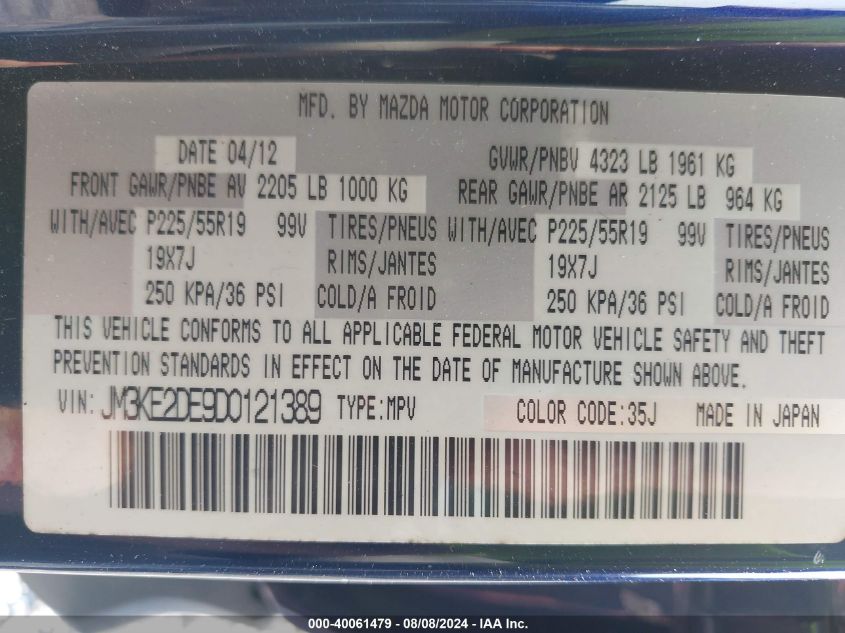 MFD. BY MAZDA MOTOR CORPORATION
DATE 04/12 GVWR/PNBV 4323 LB 1961 KG
FRONT GAWR/PNBE AV 2205 LB 1000 KG REAR GAWR/PNBE AR 2125 LB 964 KG
WITH/AVEC P225/55R19 99V TIRES/PNEUS WITH/AVEC P225/55R19 99V TIRES/PNEUS
19X7J RIMS/JANTES 19X7J RIMS/JANTES
250 KPA/36 PSI COLD/A FROID 250 KPA/36 PSI COLD/A FROID
THIS VEHICLE CONFORMS TO ALL APPLICABLE FEDERAL MOTOR VEHICLE SAFETY AND THEFT
PREVENTION STANDARDS IN EFFECT ON THE DATE OF MANUFACTURE SHOWN ABOVE.
VIN: JM3KE2DE9D0121389 TYPE:MPV COLOR CODE:35J MADE IN JAPAN
000-40061479 - 08/08/2024 - IAA Inc.